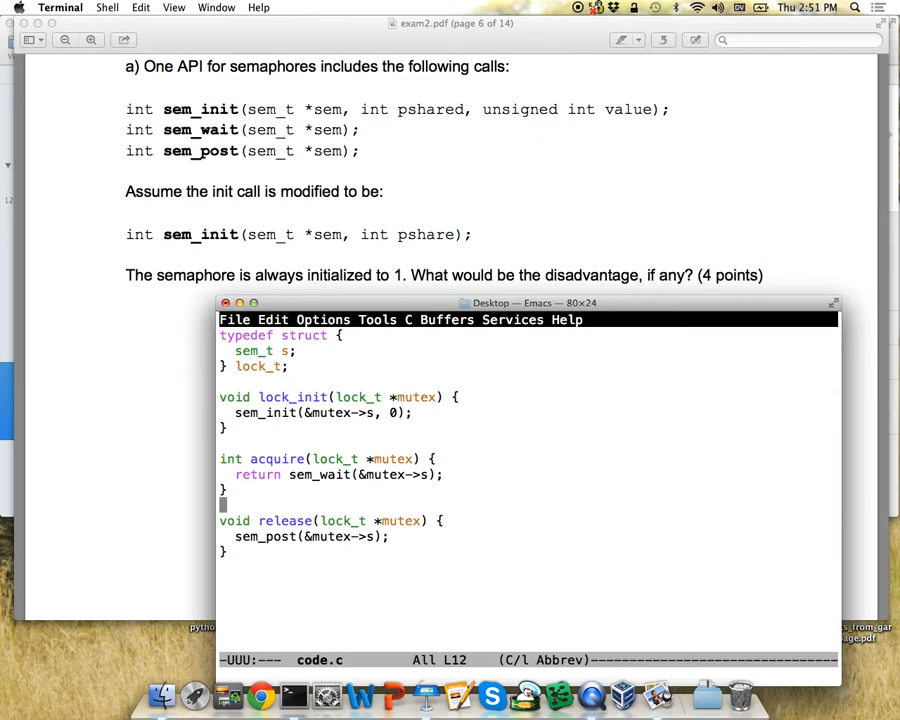 Terminal Shell Edit View Window Help Thu 2:51 PM
exam2.pdf (page 6 of 14)
a) One API for semaphores includes the following calls:
int sem_init(sem_t *sem, int pshared, unsigned int value);
int sem_wait(sem_t *sem);
int sem_post(sem_t *sem);
Assume the init call is modified to be:
int sem_init(sem_t *sem, int pshare);
The semaphore is always initialized to 1. What would be the disadvantage, if any? (4 points)
Desktop — Emacs — 80×24
File Edit Options Tools C Buffers Services Help
typedef struct {
sem_t s;
} lock_t;
void lock_init(lock_t *mutex) {
sem_init(&mutex->s, 0);
}
int acquire(lock_t *mutex) {
return sem_wait(&mutex->s);
}
void release(lock_t *mutex) {
sem_post(&mutex->s);
}
-UUU:--- code.c All L12 (C/l Abbrev)
pytho
ts_from_gar
page.pdf
12